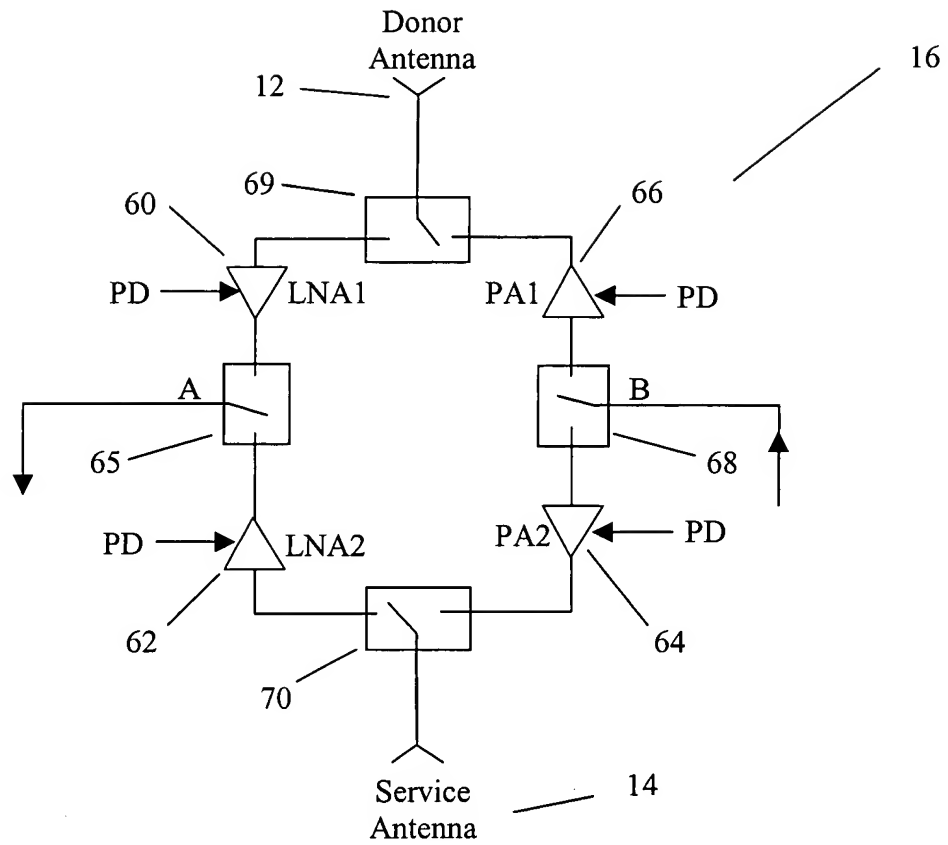 Donor
Antenna
12
16
69
60
66
PD
LNA1
PA1
PD
A
B
65
68
PD
LNA2
PA2
PD
62
64
70
Service
Antenna
14